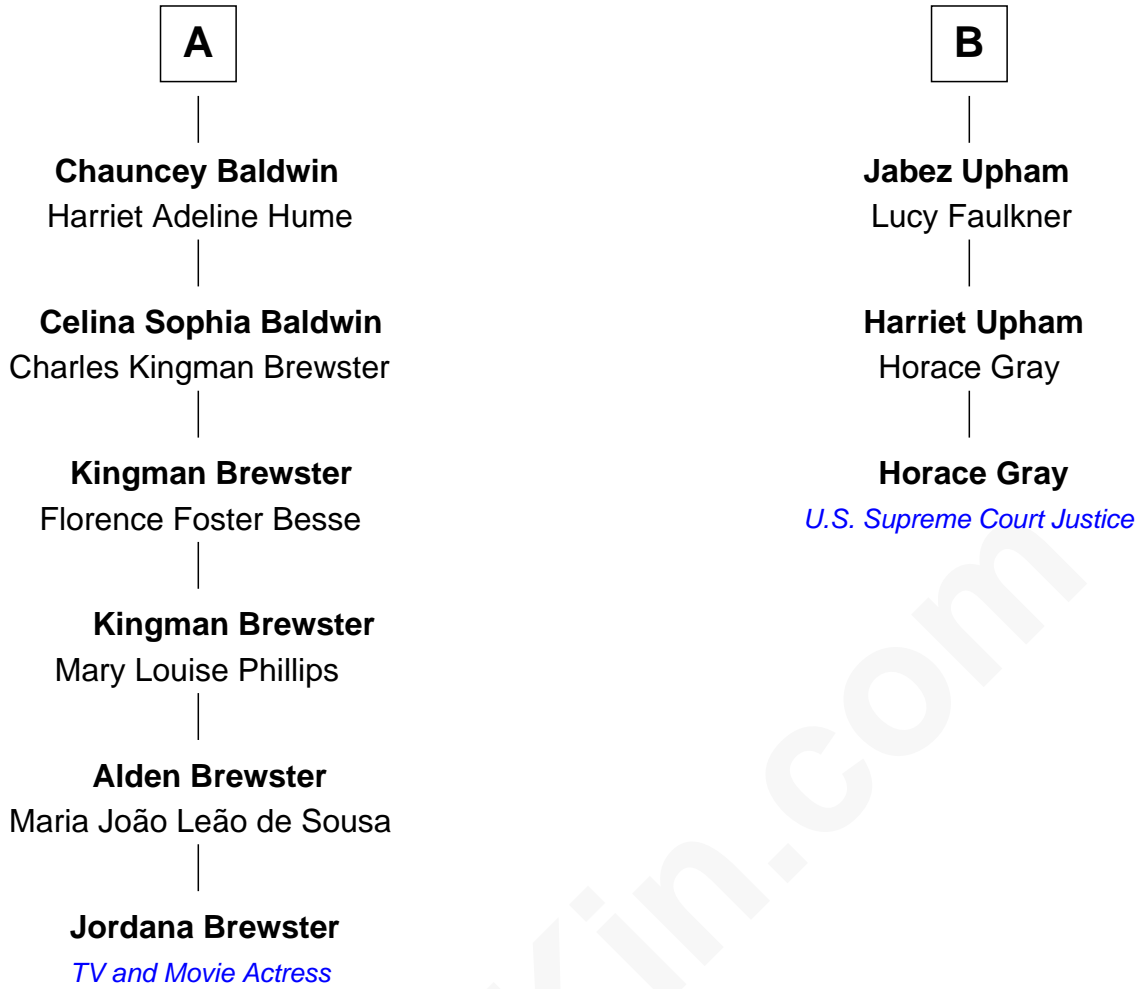 A
Chauncey Baldwin
Harriet Adeline Hume
Celina Sophia Baldwin
Charles Kingman Brewster
Kingman Brewster
Florence Foster Besse
Kingman Brewster
Mary Louise Phillips
Alden Brewster
Maria João Leão de Sousa
Jordana Brewster
TV and Movie Actress
B
Jabez Upham
Lucy Faulkner
Harriet Upham
Horace Gray
Horace Gray
U.S. Supreme Court Justice
Kin.com